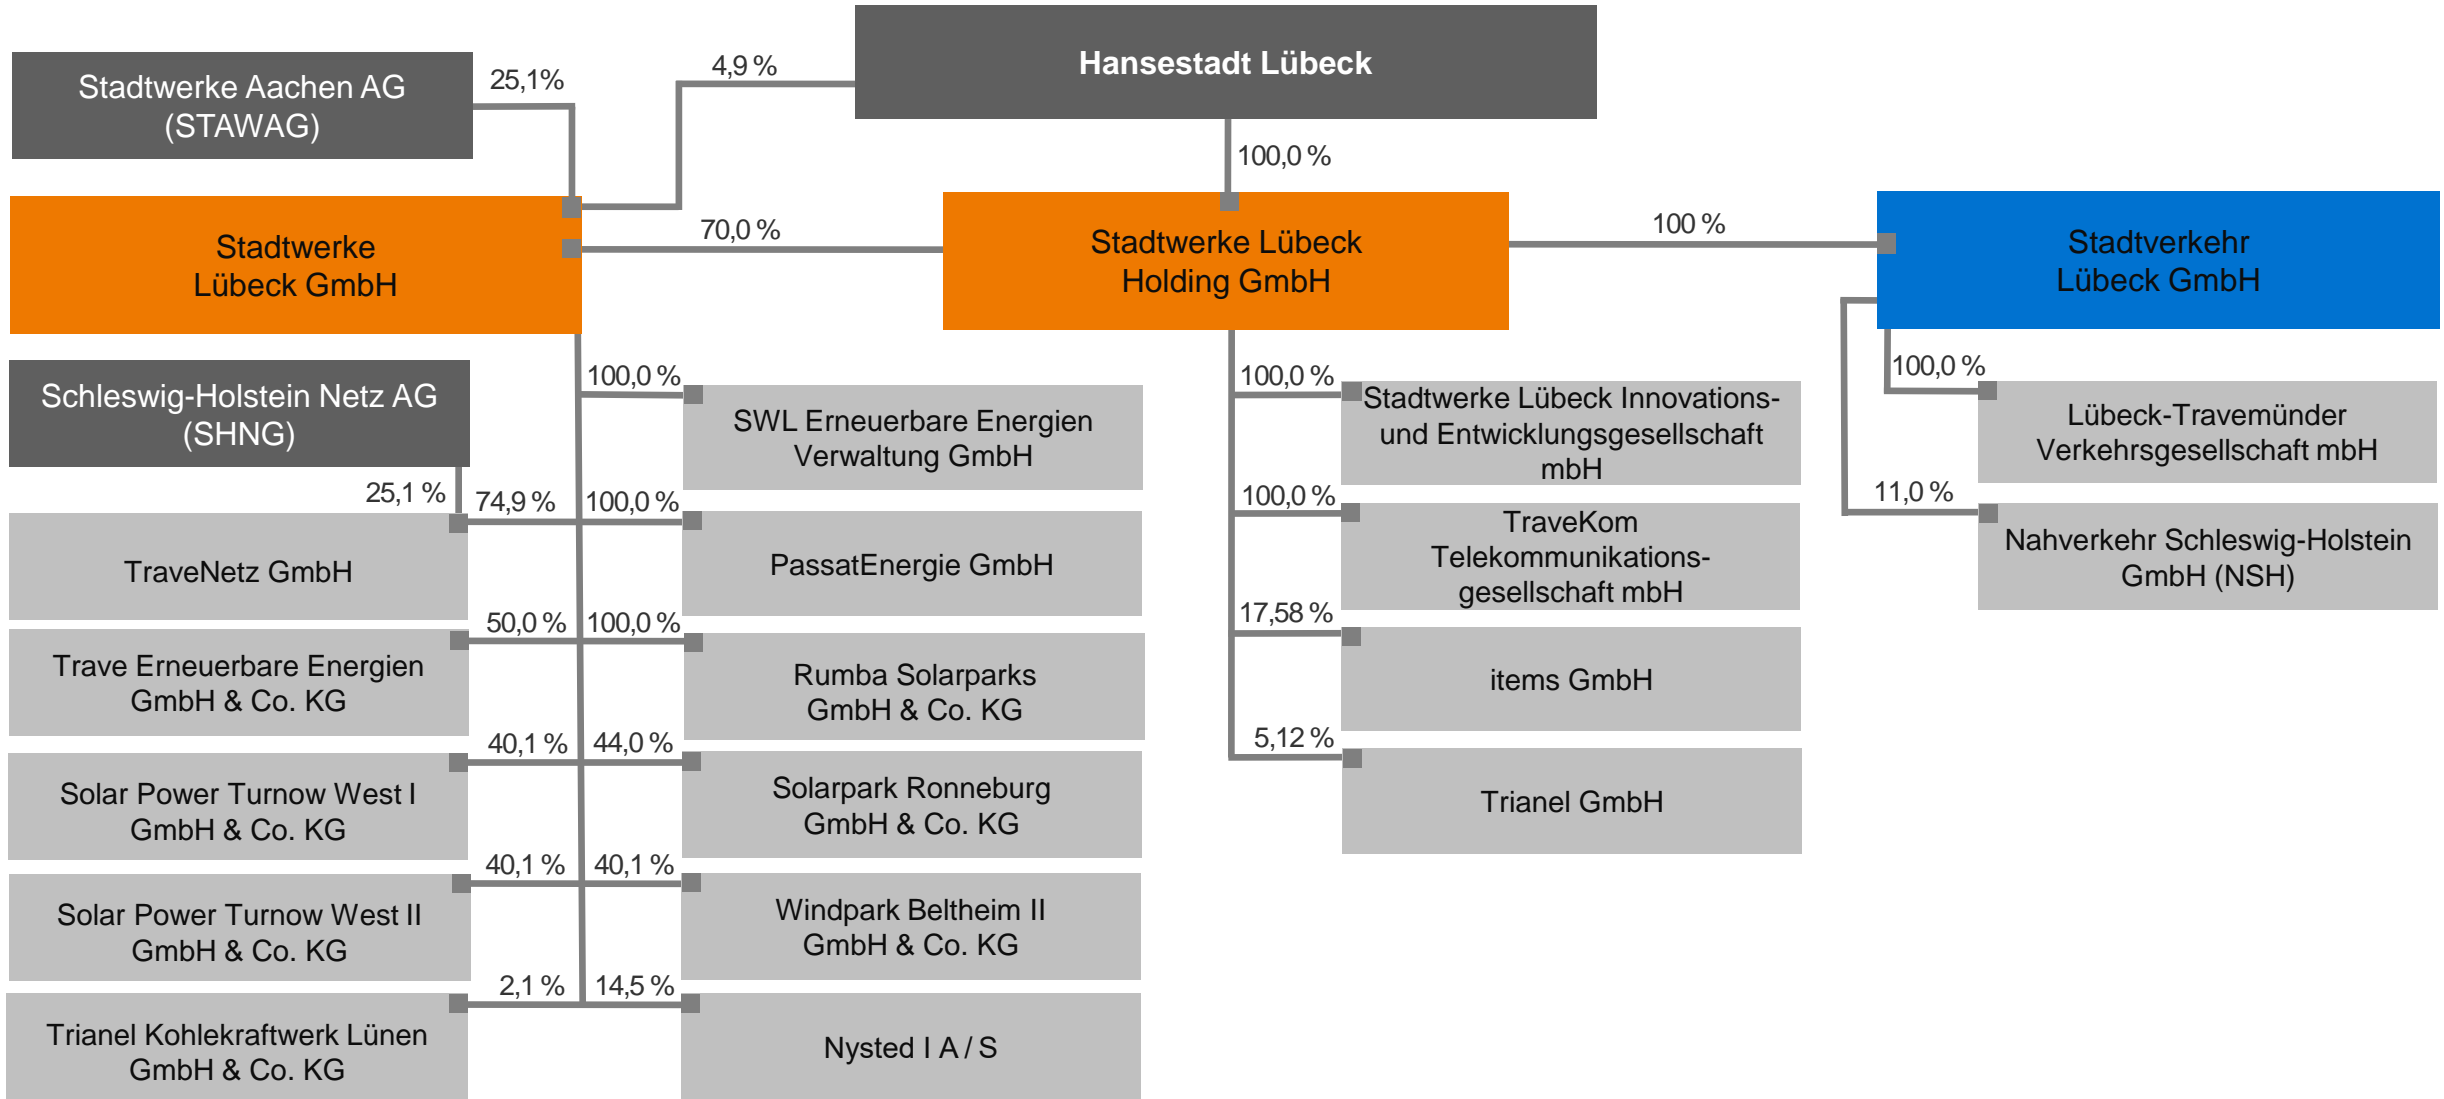 Hansestadt Lübeck
4,9 %
Stadtwerke Aachen AG
(STAWAG)
25,1%
100,0 %
Stadtwerke
Lübeck GmbH
70,0 %
Stadtwerke Lübeck
Holding GmbH
100 %
Stadtverkehr
Lübeck GmbH
Schleswig-Holstein Netz AG
(SHNG)
25,1 %
74,9 %
TraveNetz GmbH
50,0 %
Trave Erneuerbare Energien
GmbH & Co. KG
40,1 %
Solar Power Turnow West I
GmbH & Co. KG
40,1 %
Solar Power Turnow West II
GmbH & Co. KG
2,1 %
Trianel Kohlekraftwerk Lünen
GmbH & Co. KG
100,0 %
SWL Erneuerbare Energien
Verwaltung GmbH
100,0 %
PassatEnergie GmbH
100,0 %
Rumba Solarparks
GmbH & Co. KG
44,0 %
Solarpark Ronneburg
GmbH & Co. KG
40,1 %
Windpark Beltheim II
GmbH & Co. KG
14,5 %
Nysted I A / S
100,0 %
Stadtwerke Lübeck Innovations-
und Entwicklungsgesellschaft
mbH
100,0 %
TraveKom
Telekommunikations-
gesellschaft mbH
17,58 %
items GmbH
5,12 %
Trianel GmbH
100,0 %
Lübeck-Travemünder
Verkehrsgesellschaft mbH
11,0 %
Nahverkehr Schleswig-Holstein
GmbH (NSH)